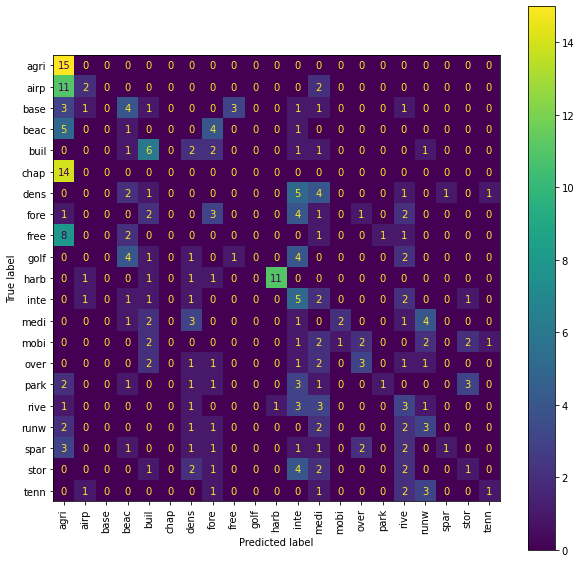 agri 15 0 0 0 0 0 0 0 0 0 0 0 0 0 0 0 0 0 0 0 0
airp 11 2 0 0 0 0 0 0 0 0 0 0 2 0 0 0 0 0 0 0 0
base 3 1 0 4 1 0 0 0 3 0 0 1 1 0 0 0 1 0 0 0 0
beac 5 0 0 1 0 0 0 4 0 0 0 1 0 0 0 0 0 0 0 0 0
buil 0 0 0 1 6 0 2 2 0 0 0 1 1 0 0 0 0 1 0 0 0
chap 14 0 0 0 0 0 0 0 0 0 0 0 0 0 0 0 0 0 0 0 0
dens 0 0 0 2 1 0 0 0 0 0 0 5 4 0 0 0 1 0 1 0 1
fore 1 0 0 0 2 0 0 3 0 0 0 4 1 0 1 0 2 0 0 0 0
free 8 0 0 2 0 0 0 0 0 0 0 0 1 0 0 1 1 0 0 0 0
golf 0 0 0 4 1 0 1 0 1 0 0 4 0 0 0 0 2 0 0 0 0
harb 0 1 0 0 1 0 1 1 0 0 11 0 0 0 0 0 0 0 0 0 0
inte 0 1 0 1 1 0 1 0 0 0 0 5 2 0 0 0 2 0 0 1 0
medi 0 0 0 1 2 0 3 0 0 0 0 1 0 2 0 0 1 4 0 0 0
mobi 0 0 0 0 2 0 0 0 0 0 0 1 2 1 2 0 0 2 0 2 1
over 0 0 0 0 2 0 1 1 0 0 0 1 2 0 3 0 1 1 0 0 0
park 2 0 0 1 0 0 1 1 0 0 0 3 1 0 0 1 0 0 0 3 0
rive 1 0 0 0 0 0 1 0 0 0 1 3 3 0 0 0 3 1 0 0 0
runw 2 0 0 0 0 0 1 1 0 0 0 0 2 0 0 0 2 3 0 0 0
spar 3 0 0 1 0 0 1 1 0 0 0 1 1 0 2 0 2 0 1 0 0
stor 0 0 0 0 1 0 2 1 0 0 0 4 2 0 0 0 2 0 0 1 0
tenn 0 1 0 0 0 0 0 1 0 0 0 0 1 0 0 0 2 3 0 0 1
agri airp base beac buil chap dens fore free golf harb inte medi mobi over park rive runw spar stor tenn
Predicted label
True label
14
12
10
8
6
4
2
0